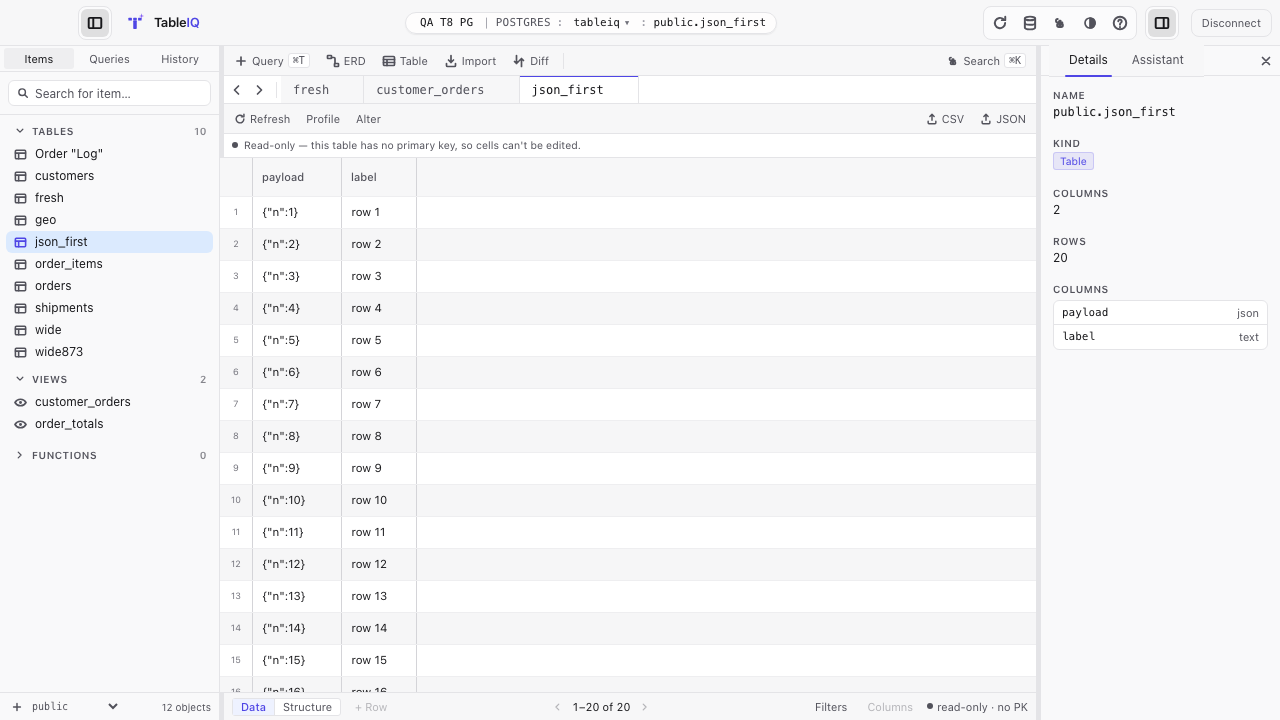 TableIQ
QA T8 PG | POSTGRES : tableiq ▾ : public.json_first
Disconnect
Items Queries History
Search for item...
TABLES 10
Order "Log"
customers
fresh
geo
json_first
order_items
orders
shipments
wide
wide873
VIEWS 2
customer_orders
order_totals
FUNCTIONS 0
+ public 12 objects
+ Query ⌘T ERD Table Import Diff Search ⌘K
fresh customer_orders json_first
Refresh Profile Alter CSV JSON
Read-only — this table has no primary key, so cells can't be edited.
payload label
1 {"n":1} row 1
2 {"n":2} row 2
3 {"n":3} row 3
4 {"n":4} row 4
5 {"n":5} row 5
6 {"n":6} row 6
7 {"n":7} row 7
8 {"n":8} row 8
9 {"n":9} row 9
10 {"n":10} row 10
11 {"n":11} row 11
12 {"n":12} row 12
13 {"n":13} row 13
14 {"n":14} row 14
15 {"n":15} row 15
16 {"n":16} row 16
Data Structure + Row 1–20 of 20 Filters Columns read-only · no PK
Details Assistant
NAME
public.json_first
KIND
Table
COLUMNS
2
ROWS
20
COLUMNS
payload json
label text